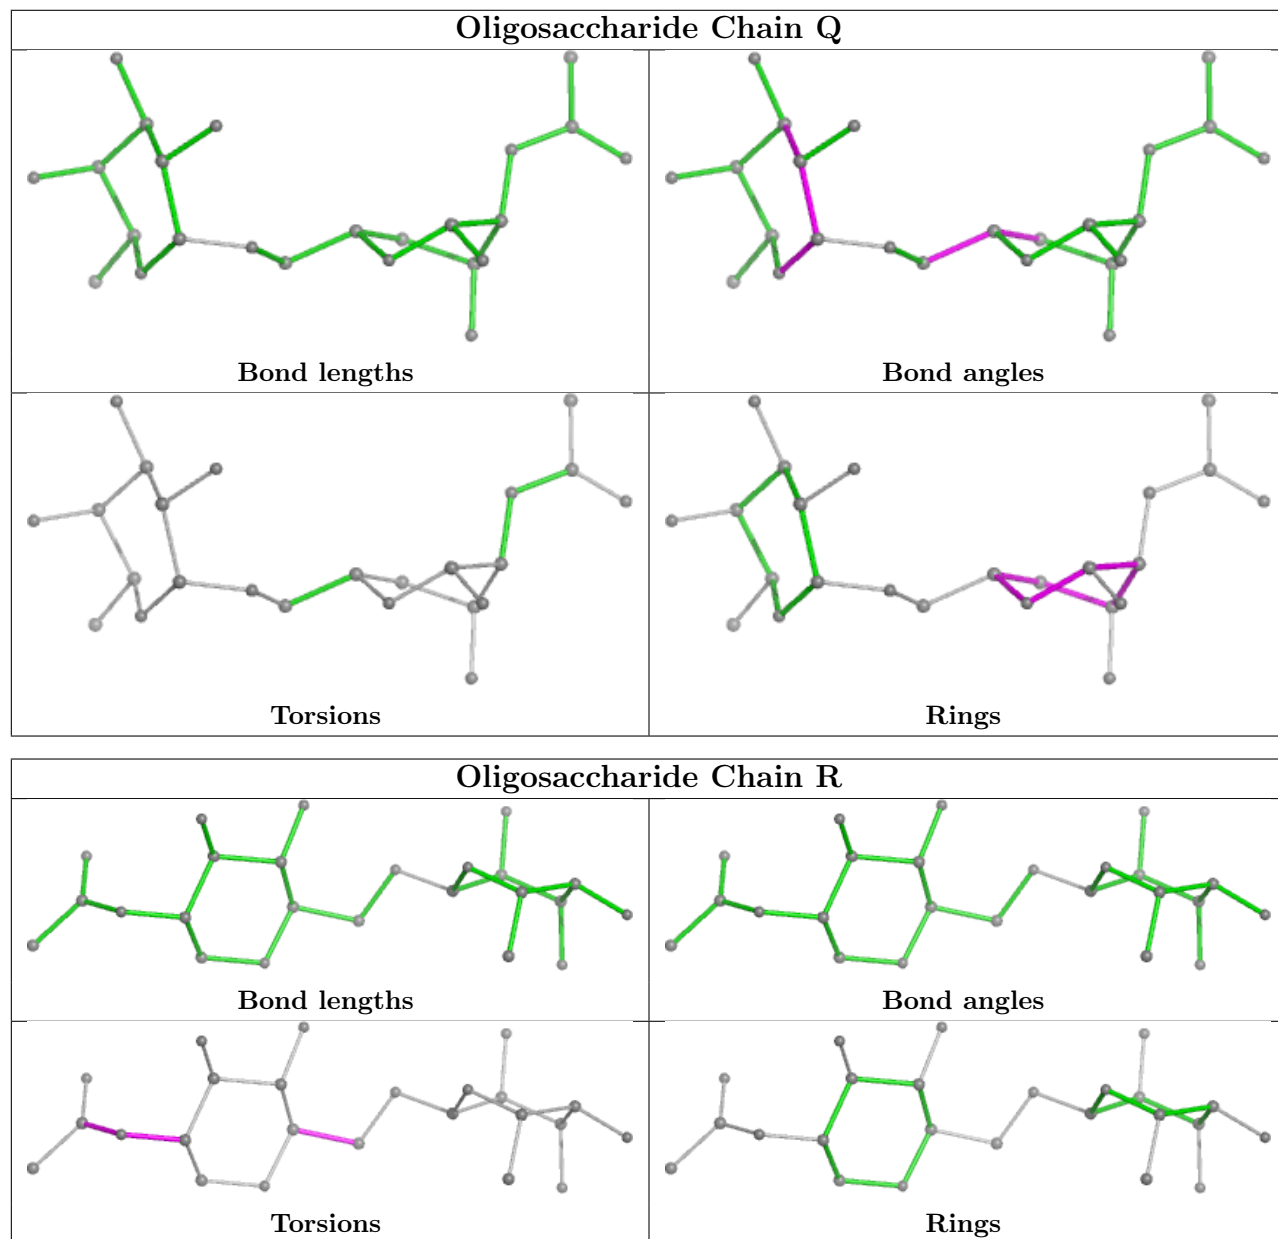 Oligosaccharide Chain Q
Bond lengths
Bond angles
Torsions
Rings
Oligosaccharide Chain R
Bond lengths
Bond angles
Torsions
Rings